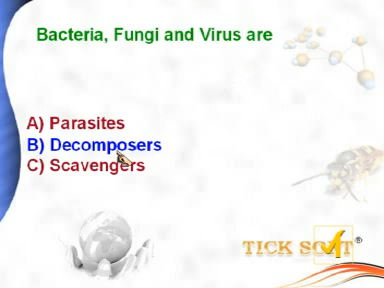 Bacteria, Fungi and Virus are
A) Parasites
B) Decomposers
C) Scavengers
TICK SOFT ®